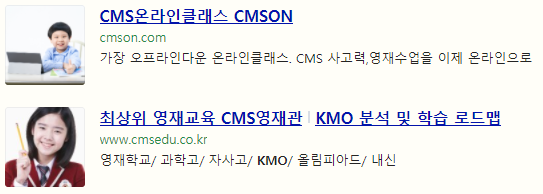 CMS온라인클래스 CMSON
cmson.com
가장 오프라인다운 온라인클래스. CMS 사고력,영재수업을 이제 온라인으로
최상위 영재교육 CMS영재관 | KMO 분석 및 학습 로드맵
www.cmsedu.co.kr
영재학교/ 과학고/ 자사고/ KMO/ 올림피아드/ 내신